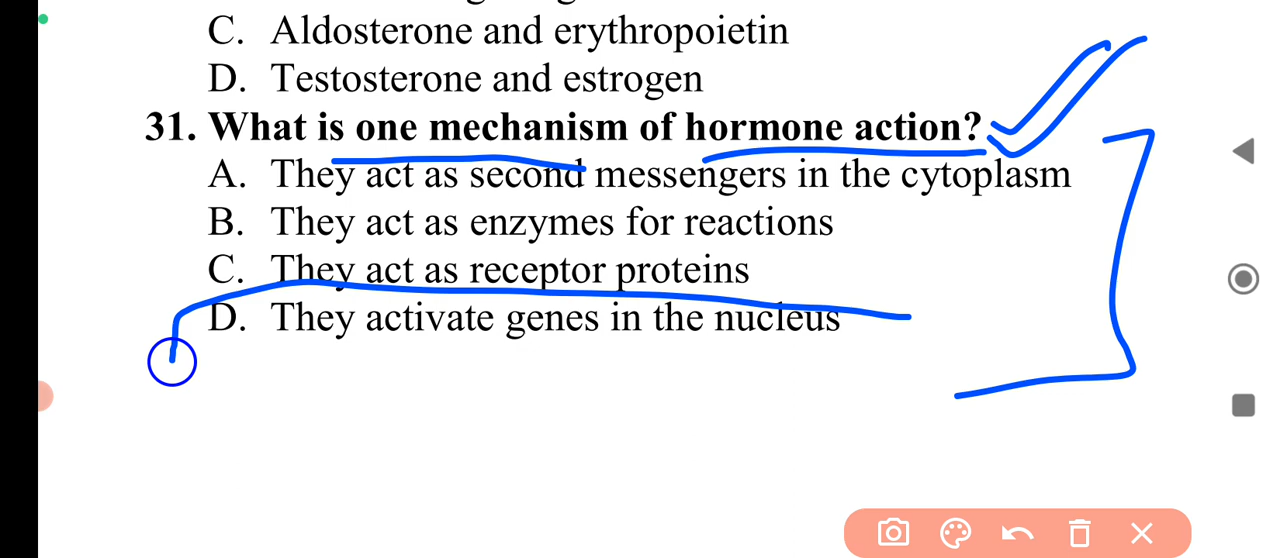 C. Aldosterone and erythropoietin
D. Testosterone and estrogen
31. What is one mechanism of hormone action?
A. They act as second messengers in the cytoplasm
B. They act as enzymes for reactions
C. They act as receptor proteins
D. They activate genes in the nucleus